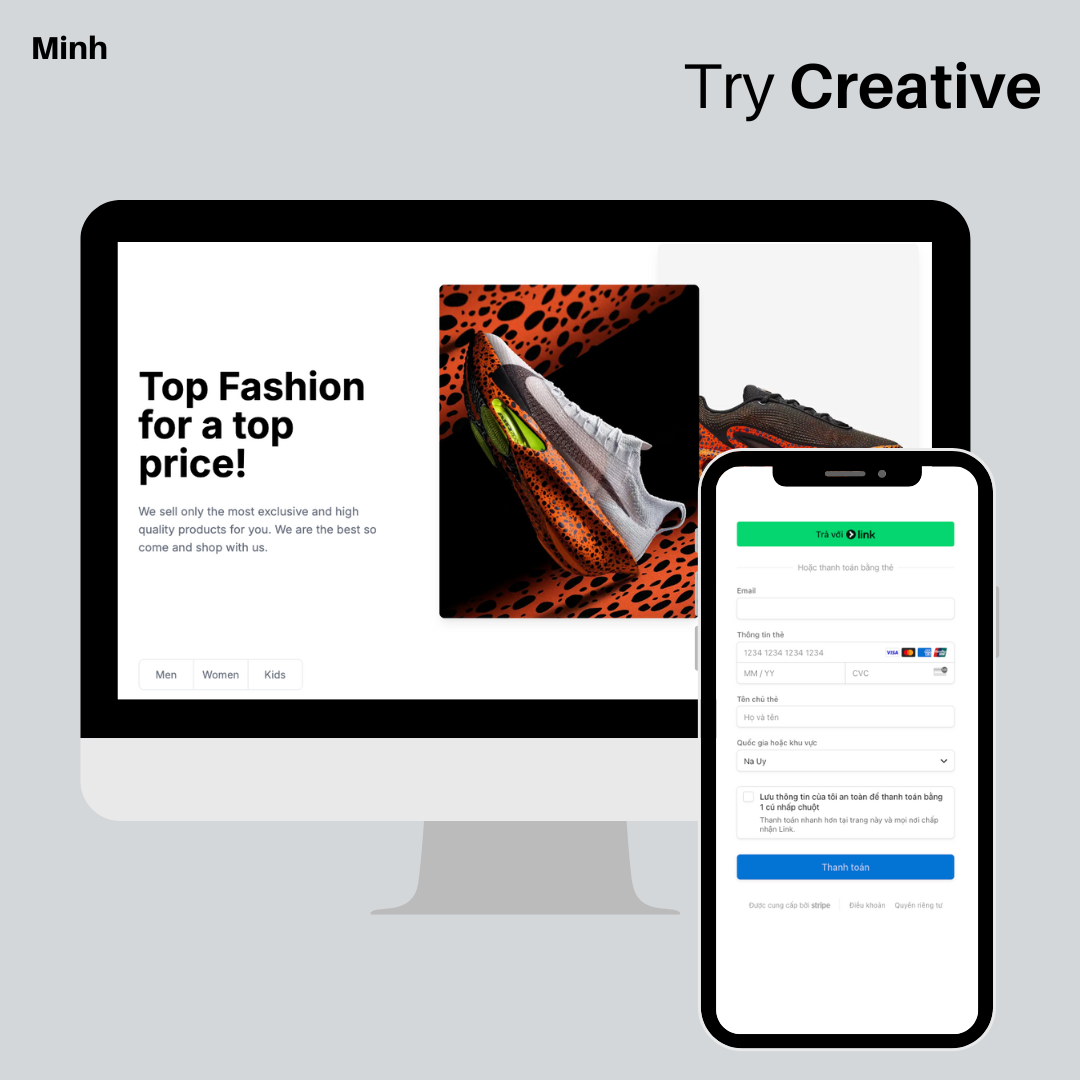 Minh
Try Creative
Top Fashion
for a top
price!
We sell only the most exclusive and high
quality products for you. We are the best so
come and shop with us.
Men Women Kids
Trả với link
Hoặc thanh toán bằng thẻ
Email
Thông tin thẻ
1234 1234 1234 1234 VISA
MM / YY CVC
Tên chủ thẻ
Họ và tên
Quốc gia hoặc khu vực
Na Uy
Lưu thông tin của tôi an toàn để thanh toán bằng
1 cú nhấp chuột
Thanh toán nhanh hơn tại trang này và mọi nơi chấp
nhận Link.
Thanh toán
Được cung cấp bởi stripe Điều khoản Quyền riêng tư